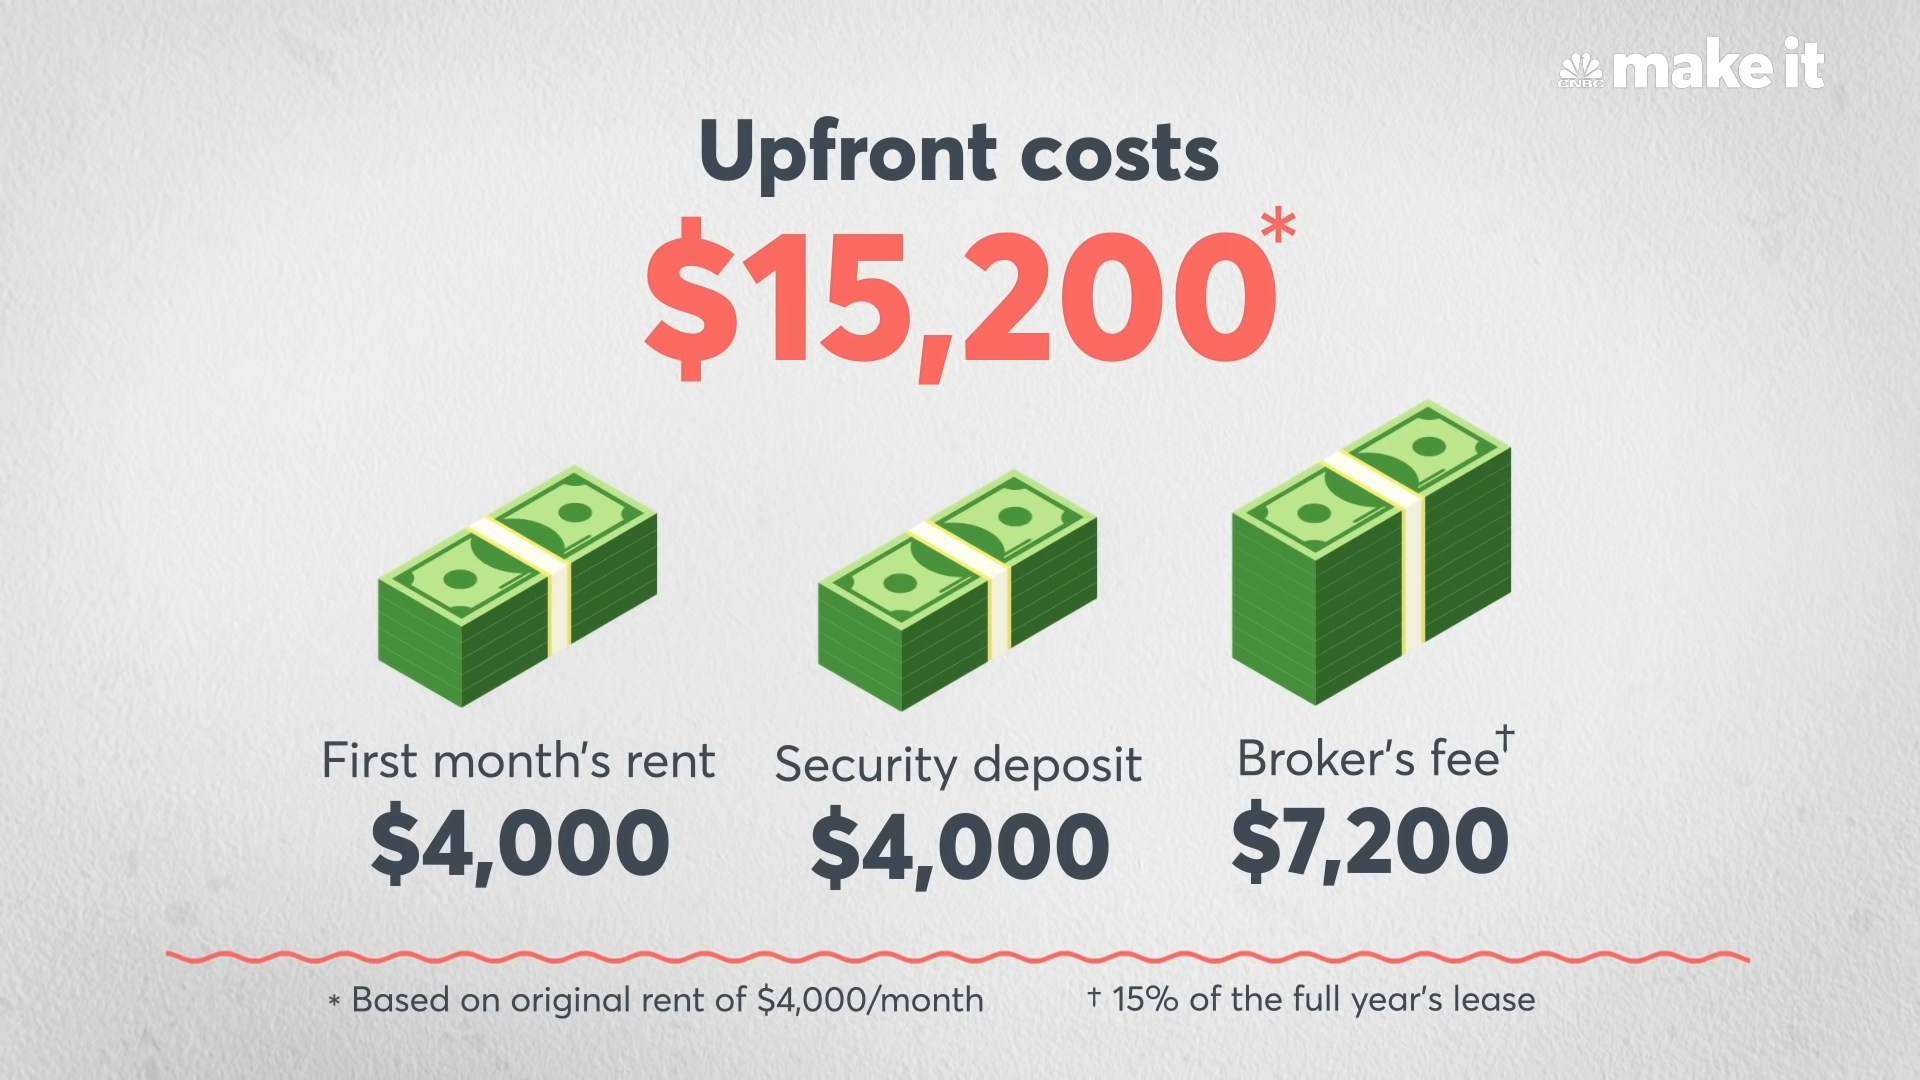 CNBC make it
Upfront costs
$15,200*
First month's rent
$4,000
Security deposit
$4,000
Broker's fee†
$7,200
* Based on original rent of $4,000/month
† 15% of the full year's lease